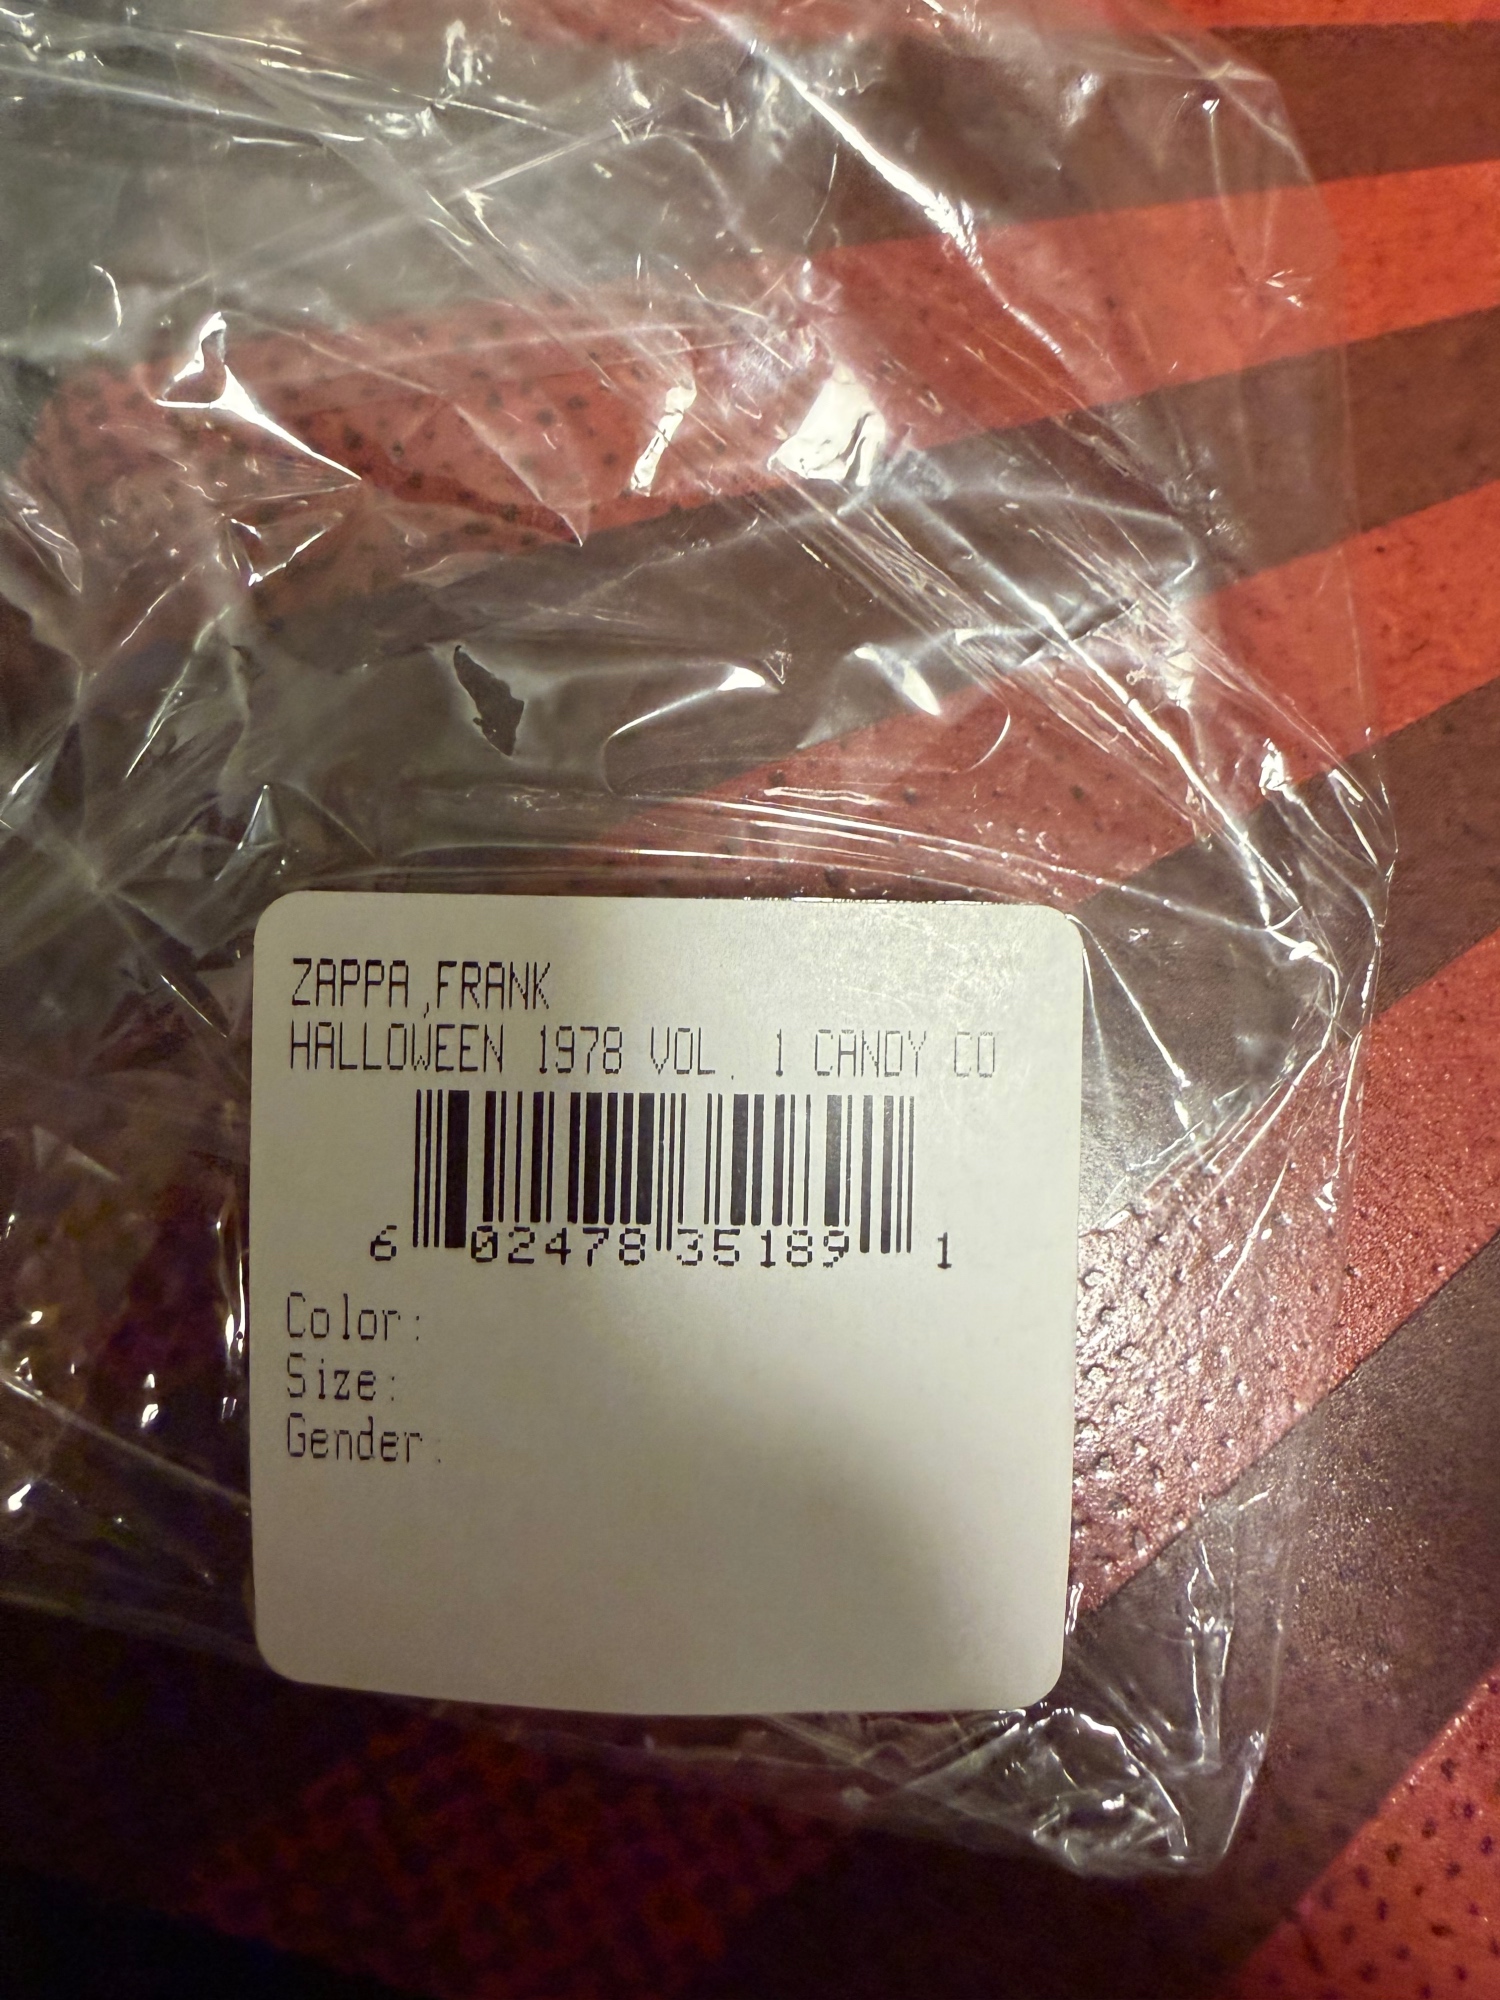 ZAPPA,FRANK
HALLOWEEN 1978 VOL. 1 CANDY CO
6 02478 35189 1
Color:
Size:
Gender: